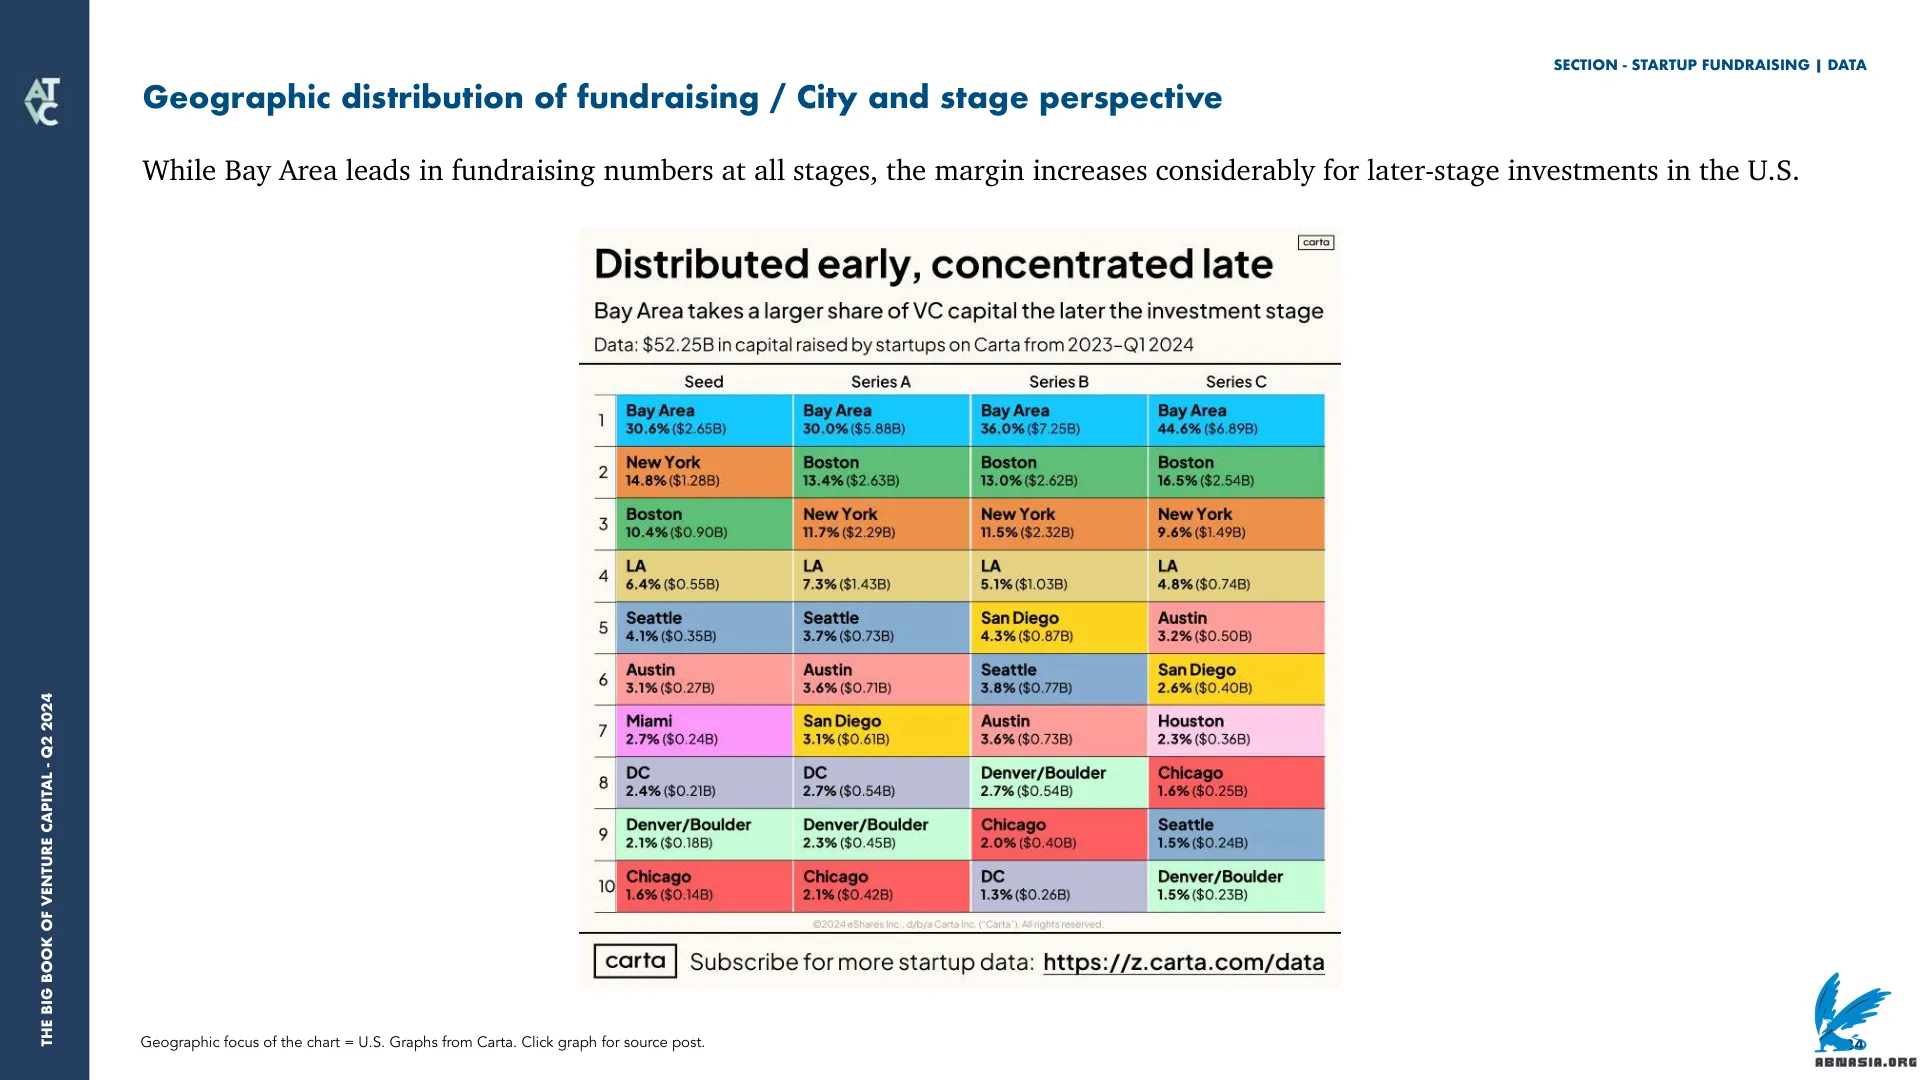 AT
VC
SECTION - STARTUP FUNDRAISING | DATA
Geographic distribution of fundraising / City and stage perspective
While Bay Area leads in fundraising numbers at all stages, the margin increases considerably for later-stage investments in the U.S.
carta
Distributed early, concentrated late
Bay Area takes a larger share of VC capital the later the investment stage
Data: $52.25B in capital raised by startups on Carta from 2023–Q1 2024
Seed Series A Series B Series C
1 Bay Area Bay Area Bay Area Bay Area
30.6% ($2.65B) 30.0% ($5.88B) 36.0% ($7.25B) 44.6% ($6.89B)
2 New York Boston Boston Boston
14.8% ($1.28B) 13.4% ($2.63B) 13.0% ($2.62B) 16.5% ($2.54B)
3 Boston New York New York New York
10.4% ($0.90B) 11.7% ($2.29B) 11.5% ($2.32B) 9.6% ($1.49B)
4 LA LA LA LA
6.4% ($0.55B) 7.3% ($1.43B) 5.1% ($1.03B) 4.8% ($0.74B)
5 Seattle Seattle San Diego Austin
4.1% ($0.35B) 3.7% ($0.73B) 4.3% ($0.87B) 3.2% ($0.50B)
6 Austin Austin Seattle San Diego
3.1% ($0.27B) 3.6% ($0.71B) 3.8% ($0.77B) 2.6% ($0.40B)
7 Miami San Diego Austin Houston
2.7% ($0.24B) 3.1% ($0.61B) 3.6% ($0.73B) 2.3% ($0.36B)
8 DC DC Denver/Boulder Chicago
2.4% ($0.21B) 2.7% ($0.54B) 2.7% ($0.54B) 1.6% ($0.25B)
9 Denver/Boulder Denver/Boulder Chicago Seattle
2.1% ($0.18B) 2.3% ($0.45B) 2.0% ($0.40B) 1.5% ($0.24B)
10 Chicago Chicago DC Denver/Boulder
1.6% ($0.14B) 2.1% ($0.42B) 1.3% ($0.26B) 1.5% ($0.23B)
©2024 eShares Inc., d/b/a Carta Inc. ("Carta"). All rights reserved.
carta Subscribe for more startup data: https://z.carta.com/data
Geographic focus of the chart = U.S. Graphs from Carta. Click graph for source post.
THE BIG BOOK OF VENTURE CAPITAL - Q2 2024
ABNASIA.ORG